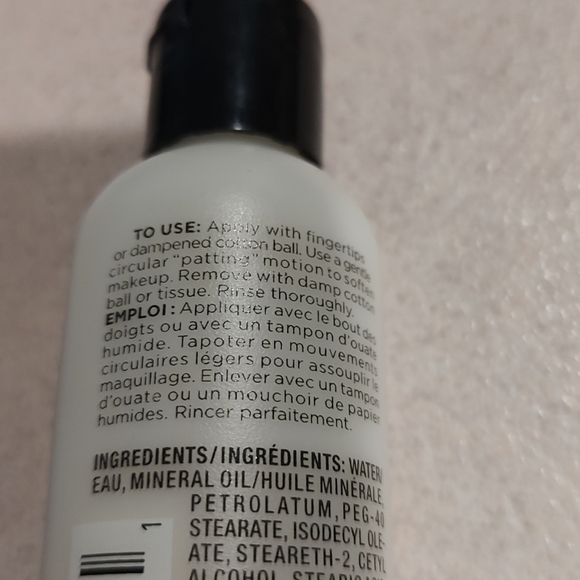 TO USE: Apply with fingertips
or dampened cotton ball. Use a gentle
circular "patting" motion to soften
makeup. Remove with damp cotton
ball or tissue. Rinse thoroughly.
EMPLOI: Appliquer avec le bout des
doigts ou avec un tampon d'ouate
humide. Tapoter en mouvements
circulaires légers pour assouplir le
maquillage. Enlever avec un tampon
d'ouate ou un mouchoir de papier
humides. Rincer parfaitement.
INGREDIENTS/INGRÉDIENTS: WATER/
EAU, MINERAL OIL/HUILE MINÉRALE,
PETROLATUM, PEG-40
STEARATE, ISODECYL OLE-
ATE, STEARETH-2, CETYL
ALCOHOL, STEARIC
1